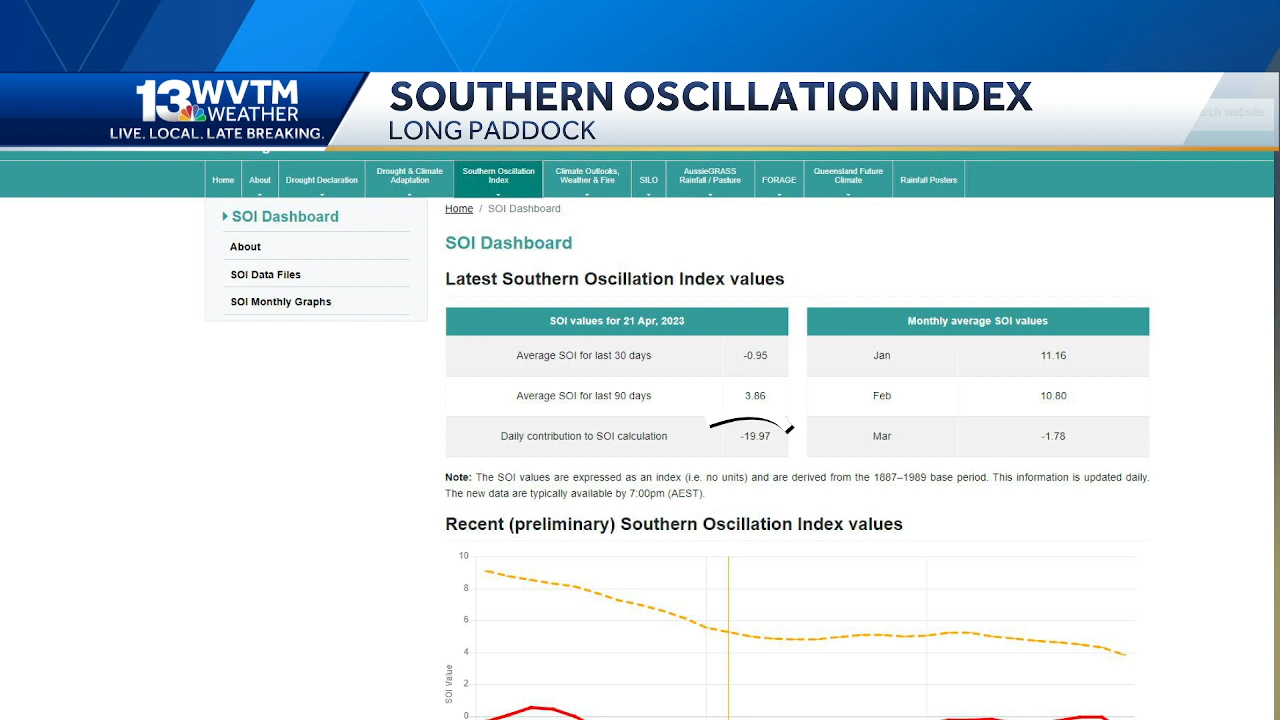 13 WVTM
WEATHER
LIVE. LOCAL. LATE BREAKING.
SOUTHERN OSCILLATION INDEX
LONG PADDOCK
website
Home
About
Drought Declaration
Drought & Climate
Adaptation
Southern Oscillation
Index
Climate Outlooks,
Weather & Fire
SILO
AussieGRASS
Rainfall / Pasture
FORAGE
Queensland Future
Climate
Rainfall Posters
SOI Dashboard
About
SOI Data Files
SOI Monthly Graphs
Home / SOI Dashboard
SOI Dashboard
Latest Southern Oscillation Index values
SOI values for 21 Apr, 2023
Average SOI for last 30 days -0.95
Average SOI for last 90 days 3.86
Daily contribution to SOI calculation -19.97
Monthly average SOI values
Jan 11.16
Feb 10.80
Mar -1.78
Note: The SOI values are expressed as an index (i.e. no units) and are derived from the 1887–1989 base period. This information is updated daily.
The new data are typically available by 7:00pm (AEST).
Recent (preliminary) Southern Oscillation Index values
10
8
6
4
2
0
SOI Value